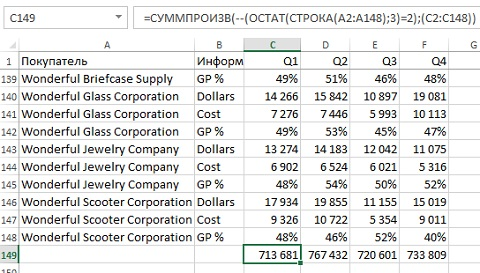 C149 =СУММПРОИЗВ(--(ОСТАТ(СТРОКА(A2:A148);3)=2);(C2:C148))
A B C D E F G
1 Покупатель Информ Q1 Q2 Q3 Q4
139 Wonderful Briefcase Supply GP % 49% 51% 46% 48%
140 Wonderful Glass Corporation Dollars 14 266 15 842 10 897 19 081
141 Wonderful Glass Corporation Cost 7 276 7 446 5 993 10 113
142 Wonderful Glass Corporation GP % 49% 53% 45% 47%
143 Wonderful Jewelry Company Dollars 13 274 14 183 12 042 11 075
144 Wonderful Jewelry Company Cost 6 902 6 524 6 021 5 316
145 Wonderful Jewelry Company GP % 48% 54% 50% 52%
146 Wonderful Scooter Corporation Dollars 17 934 19 855 11 155 15 019
147 Wonderful Scooter Corporation Cost 9 326 10 722 5 354 9 011
148 Wonderful Scooter Corporation GP % 48% 46% 52% 40%
149 713 681 767 432 720 601 733 809